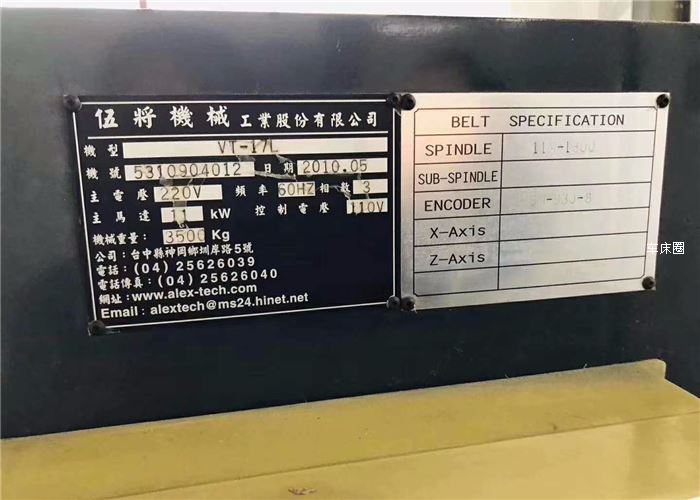 伍將機械工業股份有限公司
機型 VT-17L
機號 5310904012 日期 2010.05
主電壓 220V 頻率 60HZ 相數 3
主馬達 11 kW 控制電壓 110V
機械重量: 3500 Kg
公司: 台中縣神岡鄉圳岸路5號
電話: (04) 25626039
電話傳真: (04) 25626040
網址: www.alex-tech.com
Email: alextech@ms24.hinet.net
BELT SPECIFICATION
SPINDLE
SUB-SPINDLE
ENCODER
X-Axis
Z-Axis
车床圈